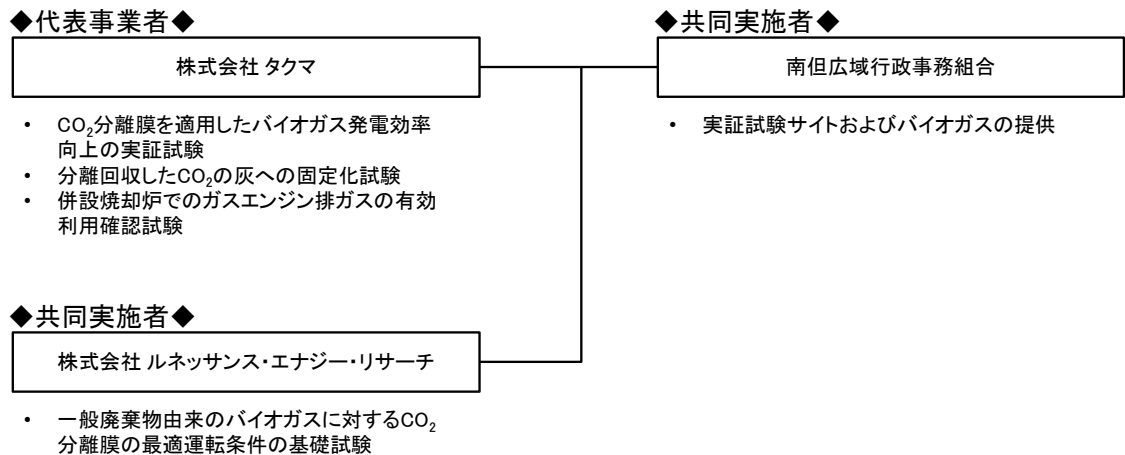 ◆代表事業者◆
株式会社 タクマ
• CO₂分離膜を適用したバイオガス発電効率
向上の実証試験
• 分離回収したCO₂の灰への固定化試験
• 併設焼却炉でのガスエンジン排ガスの有効
利用確認試験
◆共同実施者◆
南但広域行政事務組合
• 実証試験サイトおよびバイオガスの提供
◆共同実施者◆
株式会社 ルネッサンス・エナジー・リサーチ
• 一般廃棄物由来のバイオガスに対するCO₂
分離膜の最適運転条件の基礎試験